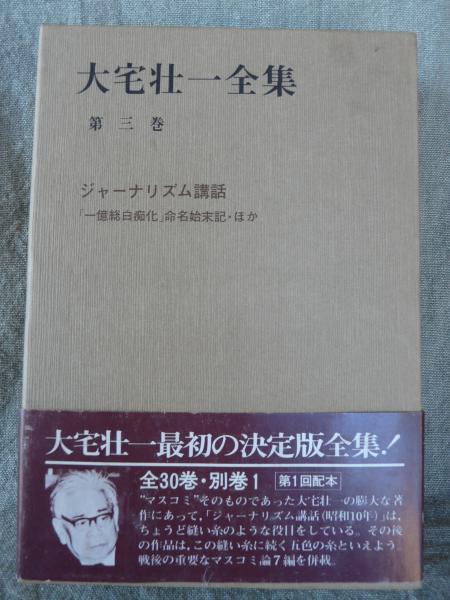 大宅壮一全集
第三巻
ジャーナリズム講話
「一億総白痴化」命名始末記・ほか
大宅壮一最初の決定版全集!
全30巻・別巻1 第1回配本
“マスコミ”そのものであった大宅壮一の膨大な著
作にあって、「ジャーナリズム講話(昭和10年)」は、
ちょうど縫い糸のような役目をしている。その後
の作品は、この縫い糸に続く五色の糸といえよう。
戦後の重要なマスコミ論7編を併載。